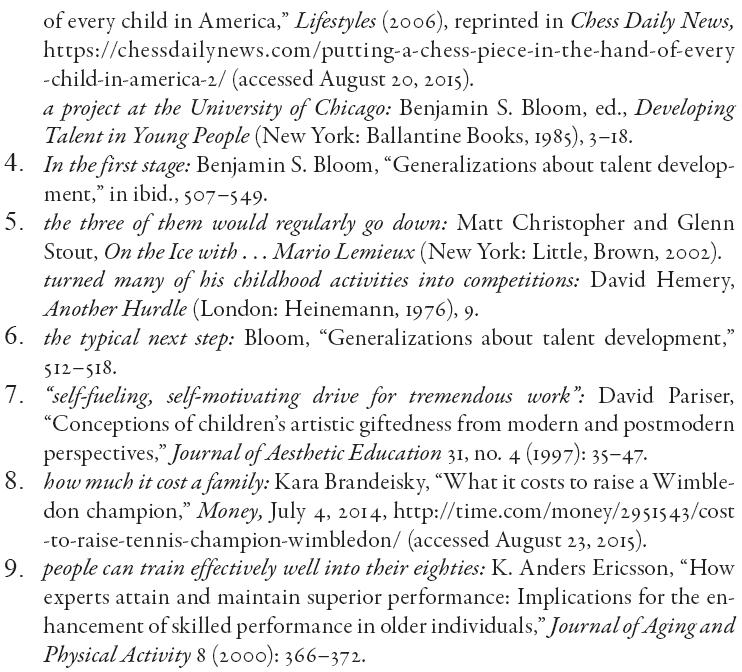 of every child in America,” Lifestyles (2006), reprinted in Chess Daily News,
https://chessdailynews.com/putting-a-chess-piece-in-the-hand-of-every
-child-in-america-2/ (accessed August 20, 2015).
a project at the University of Chicago: Benjamin S. Bloom, ed., Developing
Talent in Young People (New York: Ballantine Books, 1985), 3–18.
4. In the first stage: Benjamin S. Bloom, “Generalizations about talent develop-
ment,” in ibid., 507–549.
5. the three of them would regularly go down: Matt Christopher and Glenn
Stout, On the Ice with . . . Mario Lemieux (New York: Little, Brown, 2002).
turned many of his childhood activities into competitions: David Hemery,
Another Hurdle (London: Heinemann, 1976), 9.
6. the typical next step: Bloom, “Generalizations about talent development,”
512–518.
7. “self-fueling, self-motivating drive for tremendous work”: David Pariser,
“Conceptions of children’s artistic giftedness from modern and postmodern
perspectives,” Journal of Aesthetic Education 31, no. 4 (1997): 35–47.
8. how much it cost a family: Kara Brandeisky, “What it costs to raise a Wimble-
don champion,” Money, July 4, 2014, http://time.com/money/2951543/cost
-to-raise-tennis-champion-wimbledon/ (accessed August 23, 2015).
9. people can train effectively well into their eighties: K. Anders Ericsson, “How
experts attain and maintain superior performance: Implications for the en-
hancement of skilled performance in older individuals,” Journal of Aging and
Physical Activity 8 (2000): 366–372.